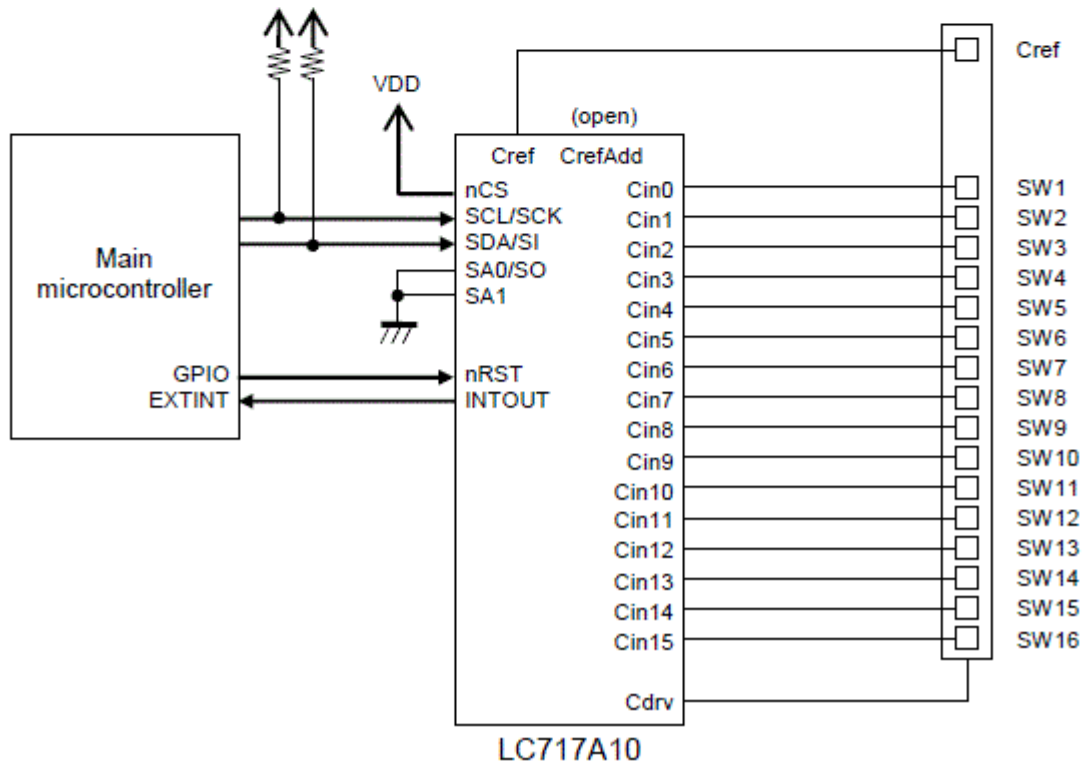 VDD
(open)
Cref
Cref CrefAdd
nCS
Cin0
SW1
SCL/SCK
Cin1
SW2
SDA/SI
Cin2
SW3
Main
microcontroller
SA0/SO
Cin3
SW4
SA1
Cin4
SW5
Cin5
SW6
GPIO
nRST
Cin6
SW7
EXTINT
INTOUT
Cin7
SW8
Cin8
SW9
Cin9
SW10
Cin10
SW11
Cin11
SW12
Cin12
SW13
Cin13
SW14
Cin14
SW15
Cin15
SW16
Cdrv
LC717A10